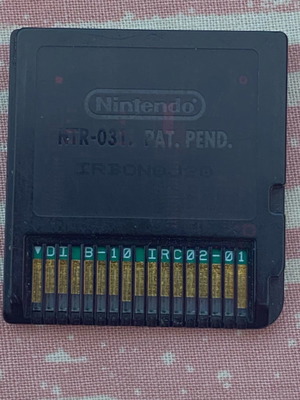 Nintendo
NTR-031 PAT. PEND.
▼DI B-10 IRC02-01